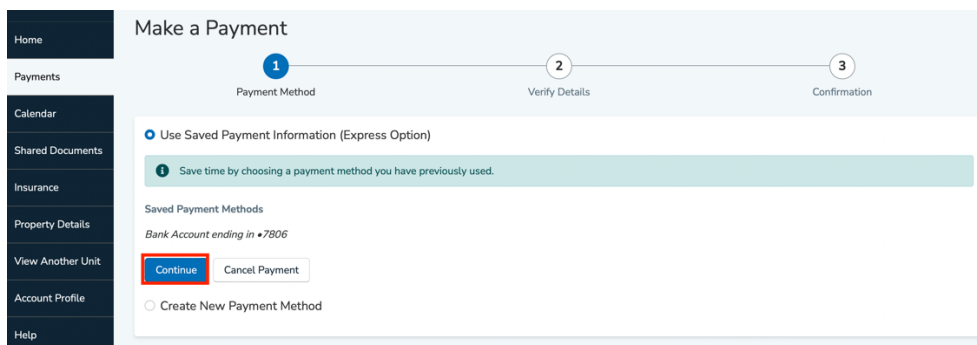 Make a Payment
Home
Payments
Calendar
Shared Documents
Insurance
Property Details
View Another Unit
Account Profile
Help
1
2
3
Payment Method
Verify Details
Confirmation
Use Saved Payment Information (Express Option)
Save time by choosing a payment method you have previously used.
Saved Payment Methods
Bank Account ending in •7806
Continue
Cancel Payment
Create New Payment Method